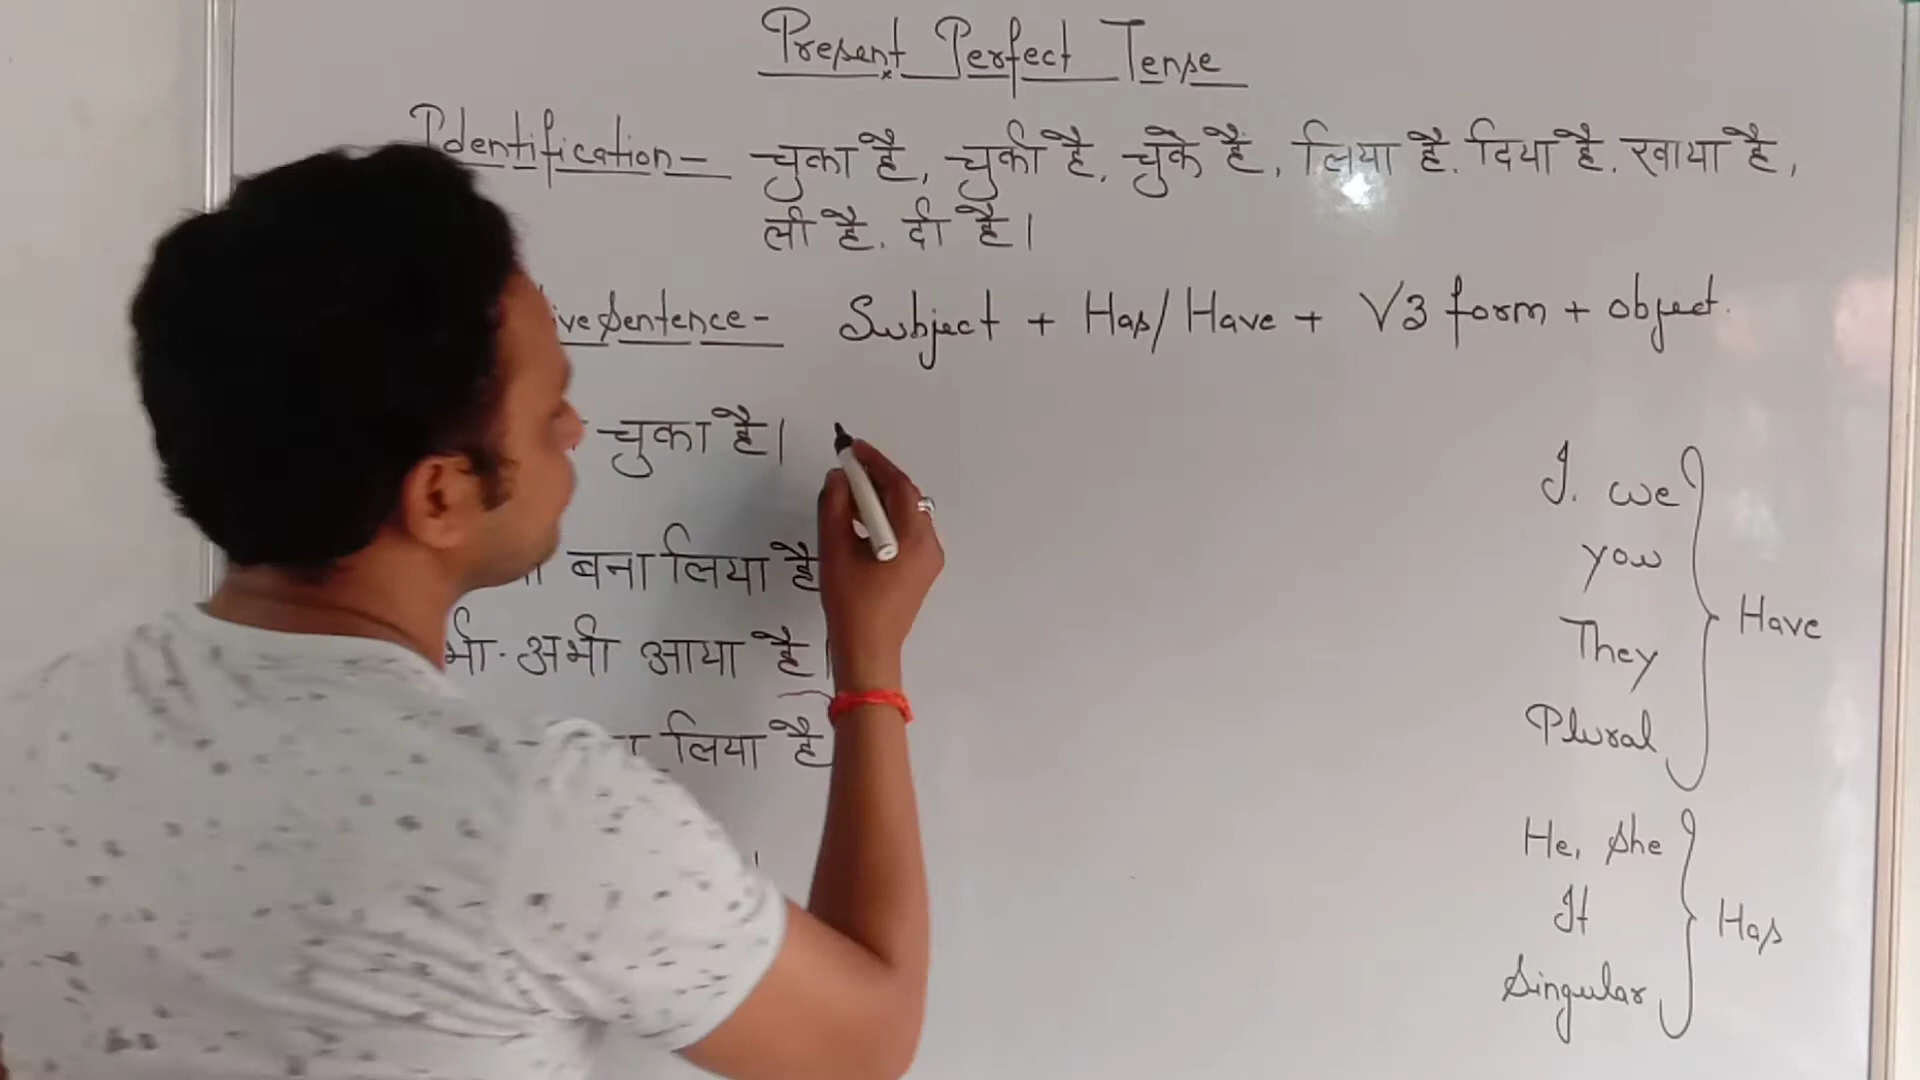 Present Perfect Tense
Identification - चुका है, चुकी है, चुके हैं, लिया है, दिया है, खाया है,
ली है, दी है।
Sentence - Subject + Has/Have + V3 form + object.
चुका है।
बना लिया है
अभी आया है।
लिया है
I, we
you
They
Plural
Have
He, she
It
Singular
Has